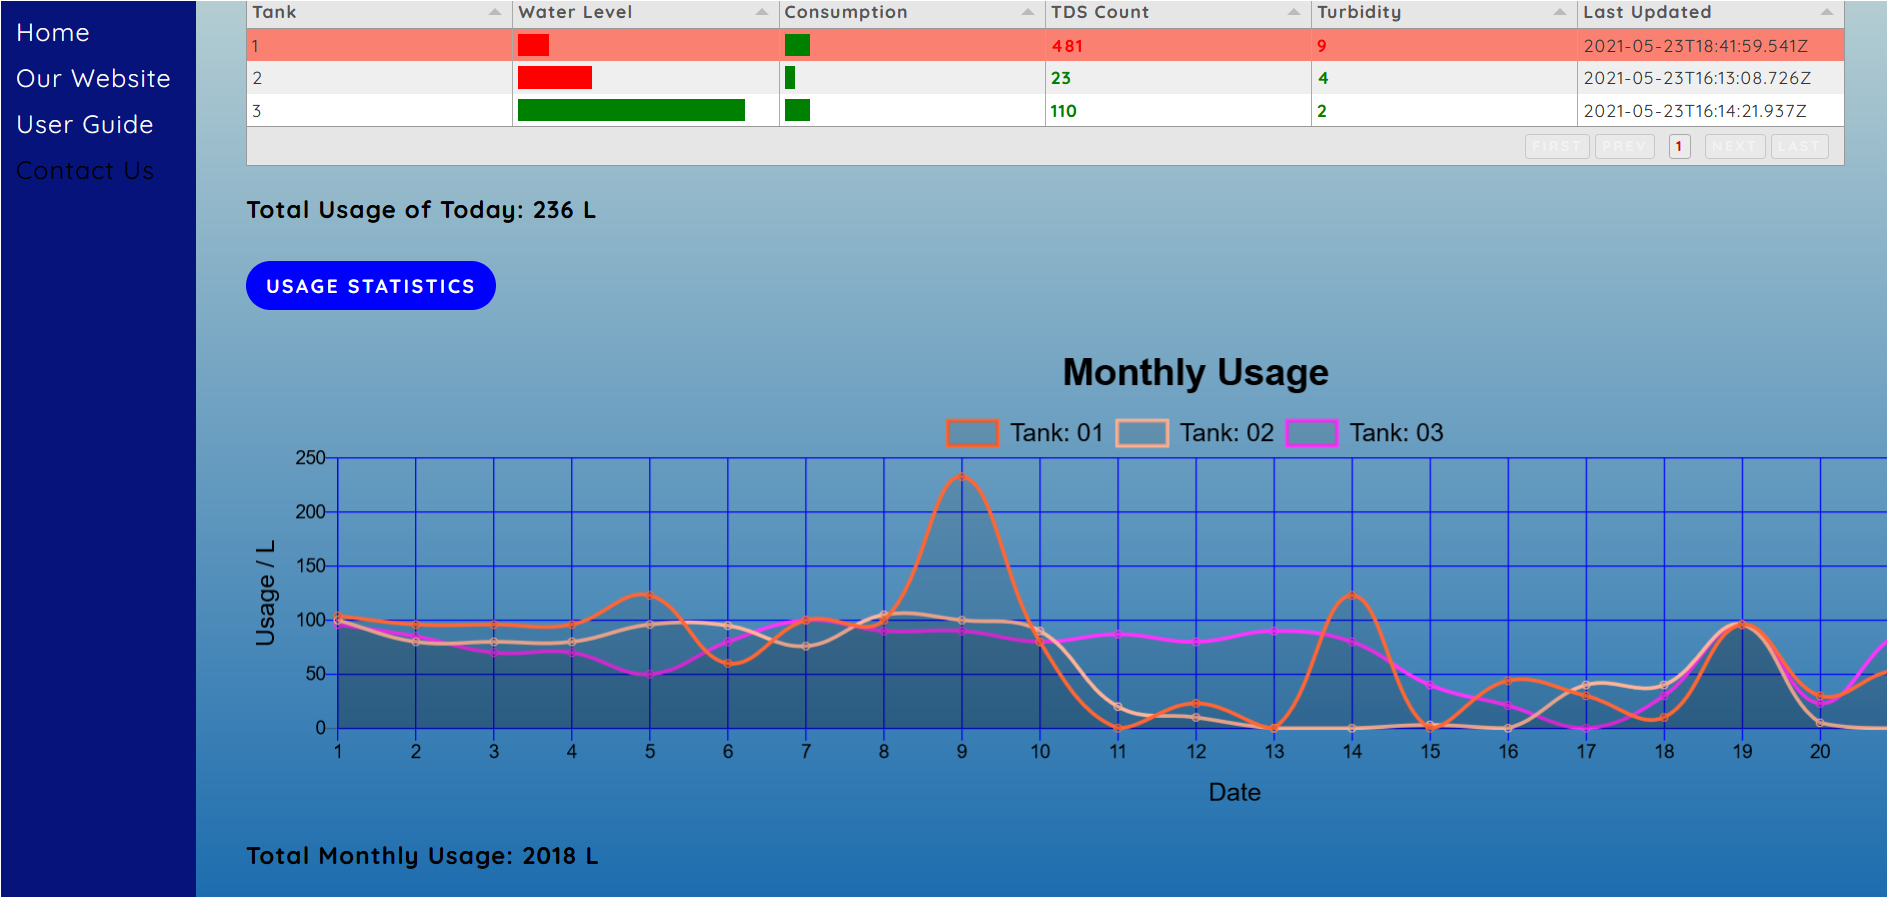 Home
Our Website
User Guide
Contact Us
Tank Water Level Consumption TDS Count Turbidity Last Updated
1 481 9 2021-05-23T18:41:59.541Z
2 23 4 2021-05-23T16:13:08.726Z
3 110 2 2021-05-23T16:14:21.937Z
FIRST PREV 1 NEXT LAST
Total Usage of Today: 236 L
USAGE STATISTICS
Monthly Usage
Tank: 01 Tank: 02 Tank: 03
250
200
150
100
50
0
Usage / L
1 2 3 4 5 6 7 8 9 10 11 12 13 14 15 16 17 18 19 20
Date
Total Monthly Usage: 2018 L